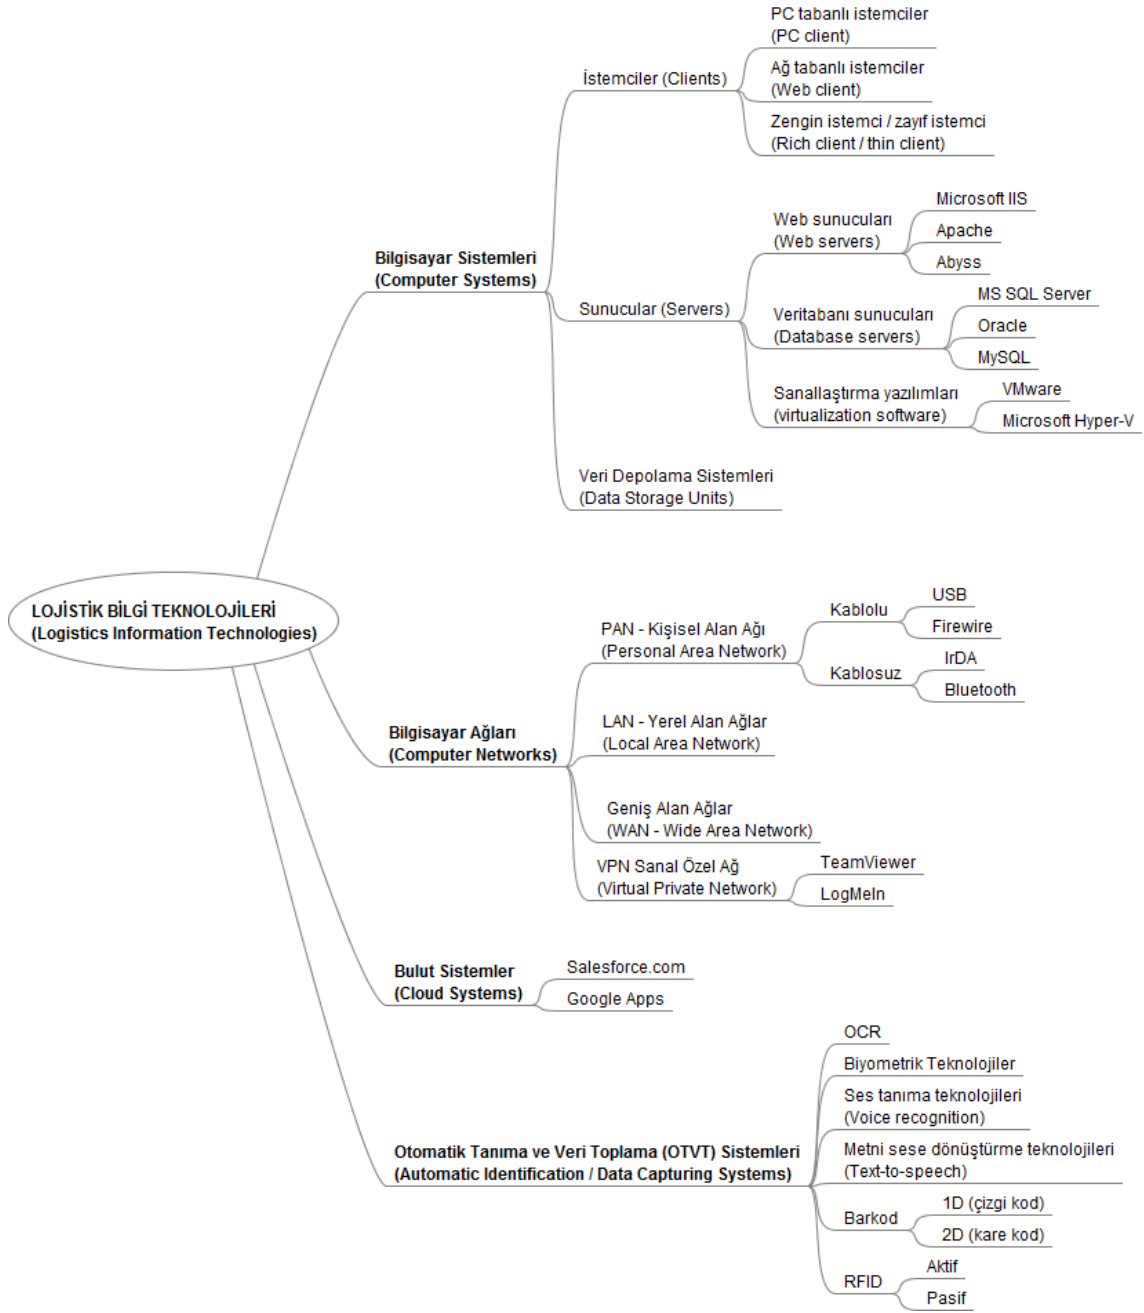 PC tabanlı istemciler
(PC client)
İstemciler (Clients)
Ağ tabanlı istemciler
(Web client)
Zengin istemci / zayıf istemci
(Rich client / thin client)
Bilgisayar Sistemleri
(Computer Systems)
Sunucular (Servers)
Web sunucuları
(Web servers)
Microsoft IIS
Apache
Abyss
Veritabanı sunucuları
(Database servers)
MS SQL Server
Oracle
MySQL
Sanallaştırma yazılımları
(virtualization software)
VMware
Microsoft Hyper-V
Veri Depolama Sistemleri
(Data Storage Units)
LOJİSTİK BİLGİ TEKNOLOJİLERİ
(Logistics Information Technologies)
Bilgisayar Ağları
(Computer Networks)
PAN - Kişisel Alan Ağı
(Personal Area Network)
Kablolu
USB
Firewire
Kablosuz
IrDA
Bluetooth
LAN - Yerel Alan Ağlar
(Local Area Network)
Geniş Alan Ağlar
(WAN - Wide Area Network)
VPN Sanal Özel Ağ
(Virtual Private Network)
TeamViewer
LogMeIn
Bulut Sistemler
(Cloud Systems)
Salesforce.com
Google Apps
Otomatik Tanıma ve Veri Toplama (OTVT) Sistemleri
(Automatic Identification / Data Capturing Systems)
OCR
Biyometrik Teknolojiler
Ses tanıma teknolojileri
(Voice recognition)
Metni sese dönüştürme teknolojileri
(Text-to-speech)
Barkod
1D (çizgi kod)
2D (kare kod)
RFID
Aktif
Pasif